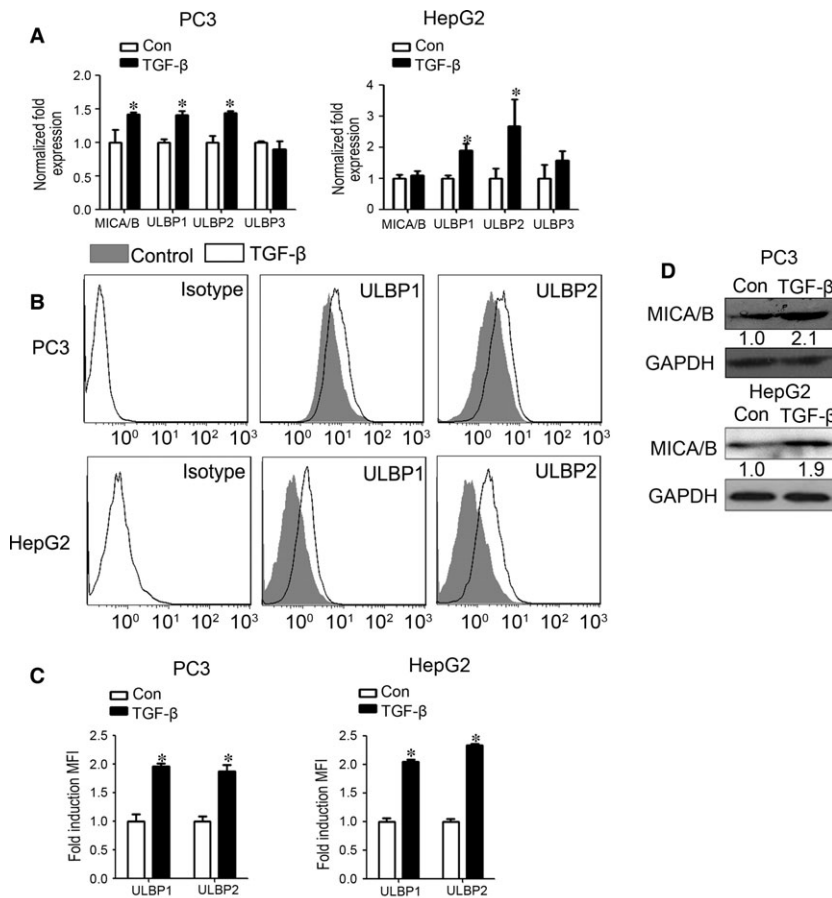 A
PC3
Con
TGF-β
Normalized fold
expression
2.0
1.5
1.0
0.5
0.0
* * *
MICA/B ULBP1 ULBP2 ULBP3
HepG2
Con
TGF-β
Normalized fold
expression
4
3
2
1
0
* *
MICA/B ULBP1 ULBP2 ULBP3
Control TGF-β
B
PC3
Isotype
10⁰ 10¹ 10² 10³
ULBP1
10⁰ 10¹ 10² 10³
ULBP2
10⁰ 10¹ 10² 10³
HepG2
Isotype
10⁰ 10¹ 10² 10³
ULBP1
10⁰ 10¹ 10² 10³
ULBP2
10⁰ 10¹ 10² 10³
C
PC3
Con
TGF-β
Fold induction MFI
2.5
2.0
1.5
1.0
0.5
0.0
* *
ULBP1 ULBP2
HepG2
Con
TGF-β
Fold induction MFI
2.5
2.0
1.5
1.0
0.5
0.0
* *
ULBP1 ULBP2
D
PC3
Con TGF-β
MICA/B
1.0 2.1
GAPDH
HepG2
Con TGF-β
MICA/B
1.0 1.9
GAPDH